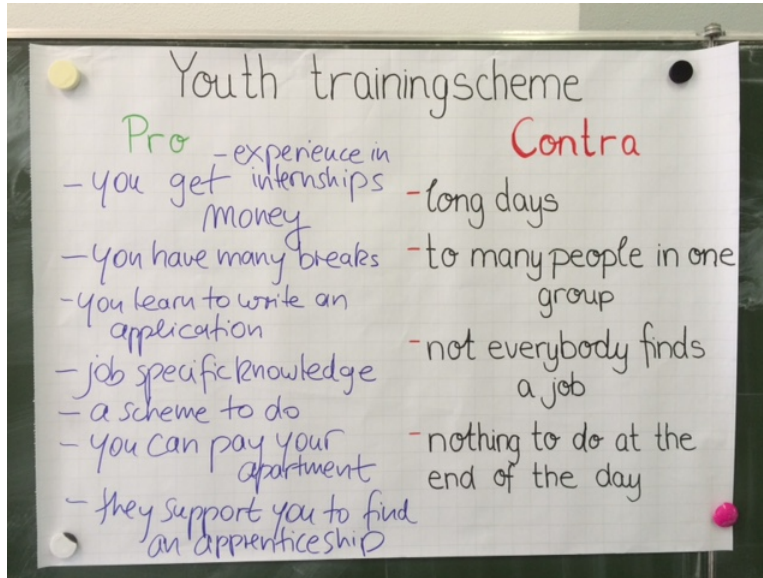 Youth trainingscheme
Pro
- experience in
internships
- you get
money
- you have many breaks
- you learn to write an
application
- job specific knowledge
- a scheme to do
- you can pay your
apartment
- they support you to find
an apprenticeship
Contra
- long days
- to many people in one
group
- not everybody finds
a job
- nothing to do at the
end of the day